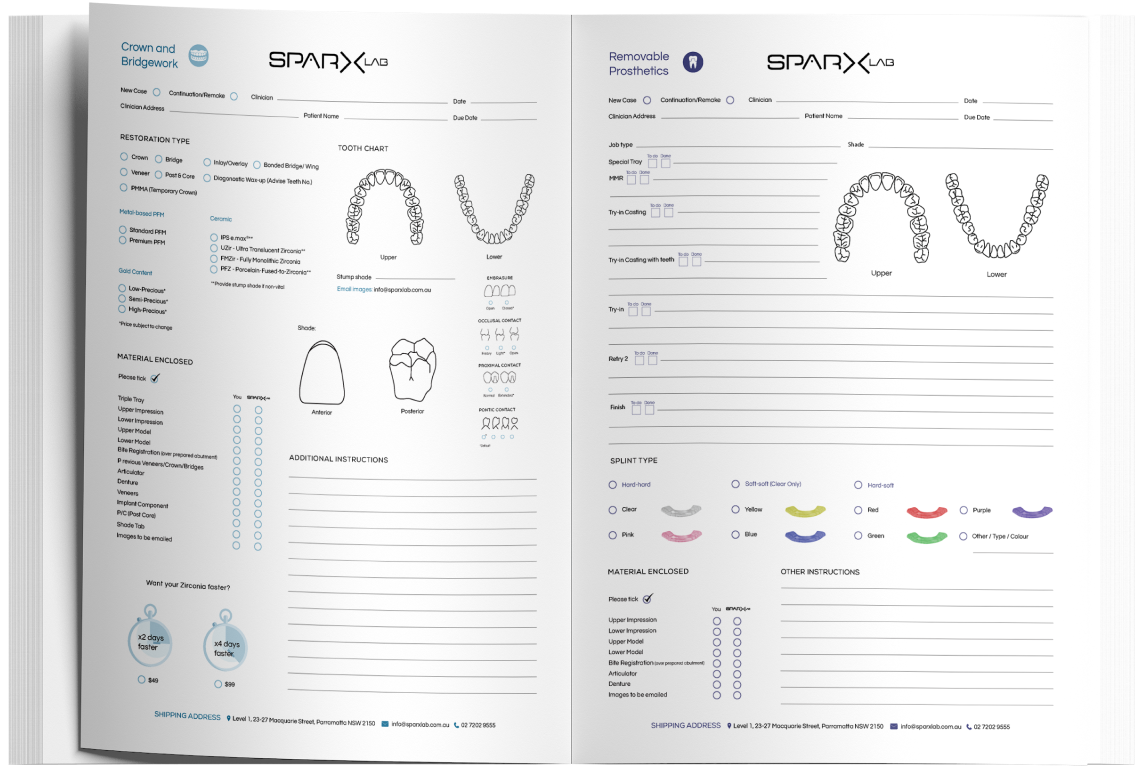 Crown and
Bridgework
SPARX LAB
New Case Continuation/Remake Clinician Date
Clinician Address Patient Name Due Date
RESTORATION TYPE
Crown Bridge Inlay/Overlay Bonded Bridge/ Wing
Veneer Post & Core Diagnostic Wax-up (Advise Teeth No.)
PMMA (Temporary Crown)
Metal-based PFM
Standard PFM
Premium PFM
Gold Content
Low-Precious*
Semi-Precious*
High-Precious*
*Price subject to change
Ceramic
IPS e.max**
UZir - Ultra Translucent Zirconia**
FMZir - Fully Monolithic Zirconia
PFZ - Porcelain-Fused-to-Zirconia**
**Provide stump shade if non-vital
TOOTH CHART
Upper Lower
Stump shade
Email images: info@sparxlab.com.au
EMBRASURE
Open Closed*
OCCLUSAL CONTACT
Heavy Light* Open
PROXIMAL CONTACT
Normal Broadest*
PONTIC CONTACT
Shade:
Anterior Posterior
MATERIAL ENCLOSED
Please tick
You SPARX LAB
Triple Tray
Upper Impression
Lower Impression
Upper Model
Lower Model
Bite Registration (over prepared abutment)
Previous Veneers/Crown/Bridges
Articulator
Denture
Veneers
Implant Component
P/C (Post Core)
Shade Tab
Images to be emailed
ADDITIONAL INSTRUCTIONS
Want your Zirconia faster?
x2 days
faster
x4 days
faster.
$49 $99
SHIPPING ADDRESS Level 1, 23-27 Macquarie Street, Parramatta NSW 2150 info@sparxlab.com.au 02 7202 9555
Removable
Prosthetics
SPARX LAB
New Case Continuation/Remake Clinician Date
Clinician Address Patient Name Due Date
Job type Shade
Special Tray To do Done
MMR To do Done
Try-in Casting To do Done
Try-in Casting with teeth To do Done
Upper Lower
Try-in To do Done
Retry 2 To do Done
Finish To do Done
SPLINT TYPE
Hard-hard Soft-soft (Clear Only) Hard-soft
Clear Yellow Red Purple
Pink Blue Green Other / Type / Colour
MATERIAL ENCLOSED
Please tick
You SPARX LAB
Upper Impression
Lower Impression
Upper Model
Lower Model
Bite Registration (over prepared abutment)
Articulator
Denture
Images to be emailed
OTHER INSTRUCTIONS
SHIPPING ADDRESS Level 1, 23-27 Macquarie Street, Parramatta NSW 2150 info@sparxlab.com.au 02 7202 9555